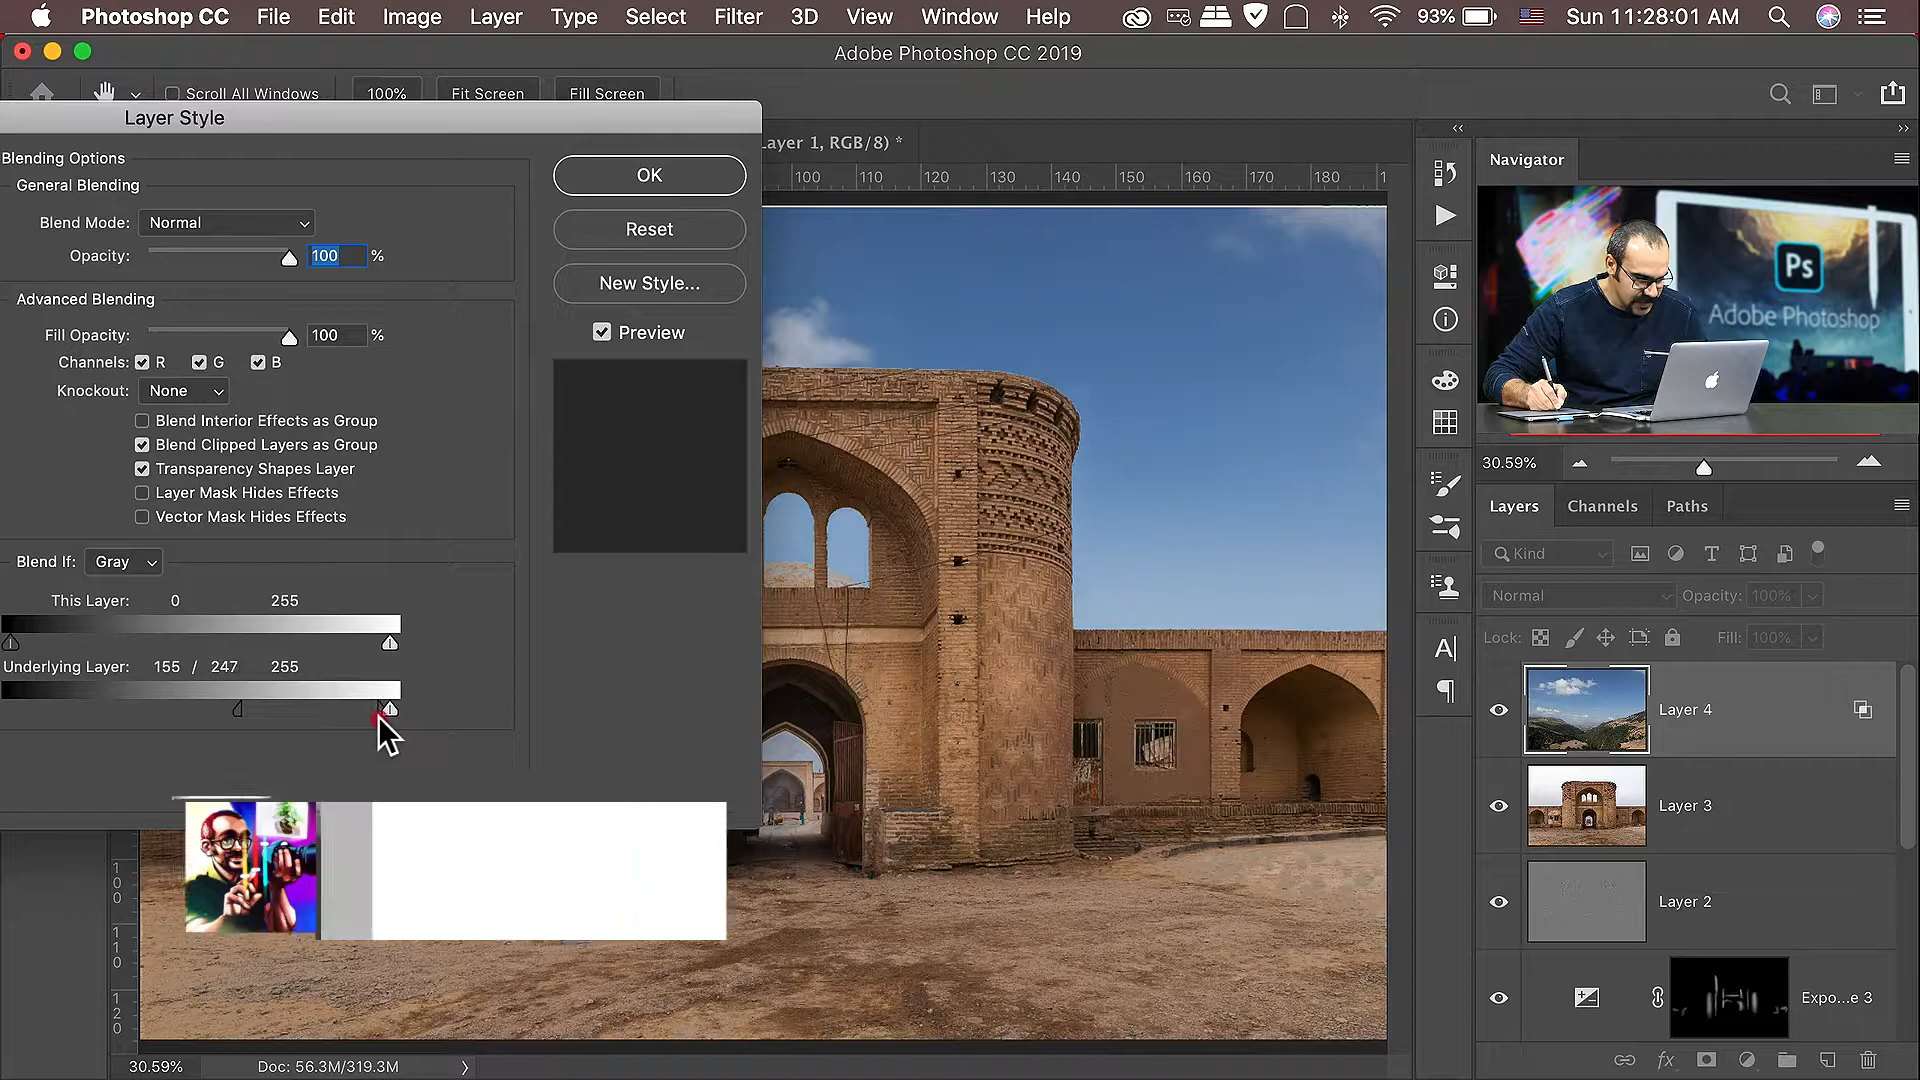 Photoshop CC File Edit Image Layer Type Select Filter 3D View Window Help 93% Sun 11:28:01 AM
Adobe Photoshop CC 2019
Scroll All Windows 100% Fit Screen Fill Screen
Layer Style
Layer 1, RGB/8) *
100 110 120 130 140 150 160 170 180 1
Blending Options
General Blending
Blend Mode: Normal
Opacity: 100 %
Advanced Blending
Fill Opacity: 100 %
Channels: R G B
Knockout: None
Blend Interior Effects as Group
Blend Clipped Layers as Group
Transparency Shapes Layer
Layer Mask Hides Effects
Vector Mask Hides Effects
Blend If: Gray
This Layer: 0 255
Underlying Layer: 155 / 247 255
OK
Reset
New Style...
Preview
100
110
120
30.59% Doc: 56.3M/319.3M
Navigator
Ps
Adobe Photoshop
30.59%
Layers Channels Paths
Kind
Normal Opacity: 100%
Lock: Fill: 100%
Layer 4
Layer 3
Layer 2
Expo...e 3
fx